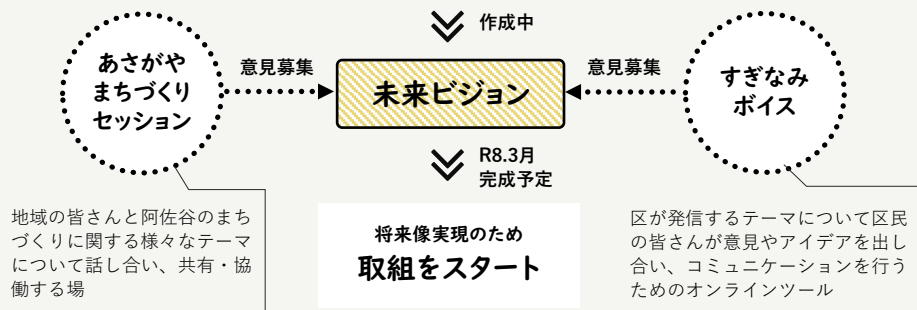 作成中
あさがや
まちづくり
セッション
意見募集
未来ビジョン
意見募集
すぎなみ
ボイス
R8.3月
完成予定
地域の皆さんと阿佐谷のまち
づくりに関する様々なテーマ
について話し合い、共有・協
働する場
将来像実現のため
取組をスタート
区が発信するテーマについて区民
の皆さんが意見やアイデアを出し
合い、コミュニケーションを行う
ためのオンラインツール